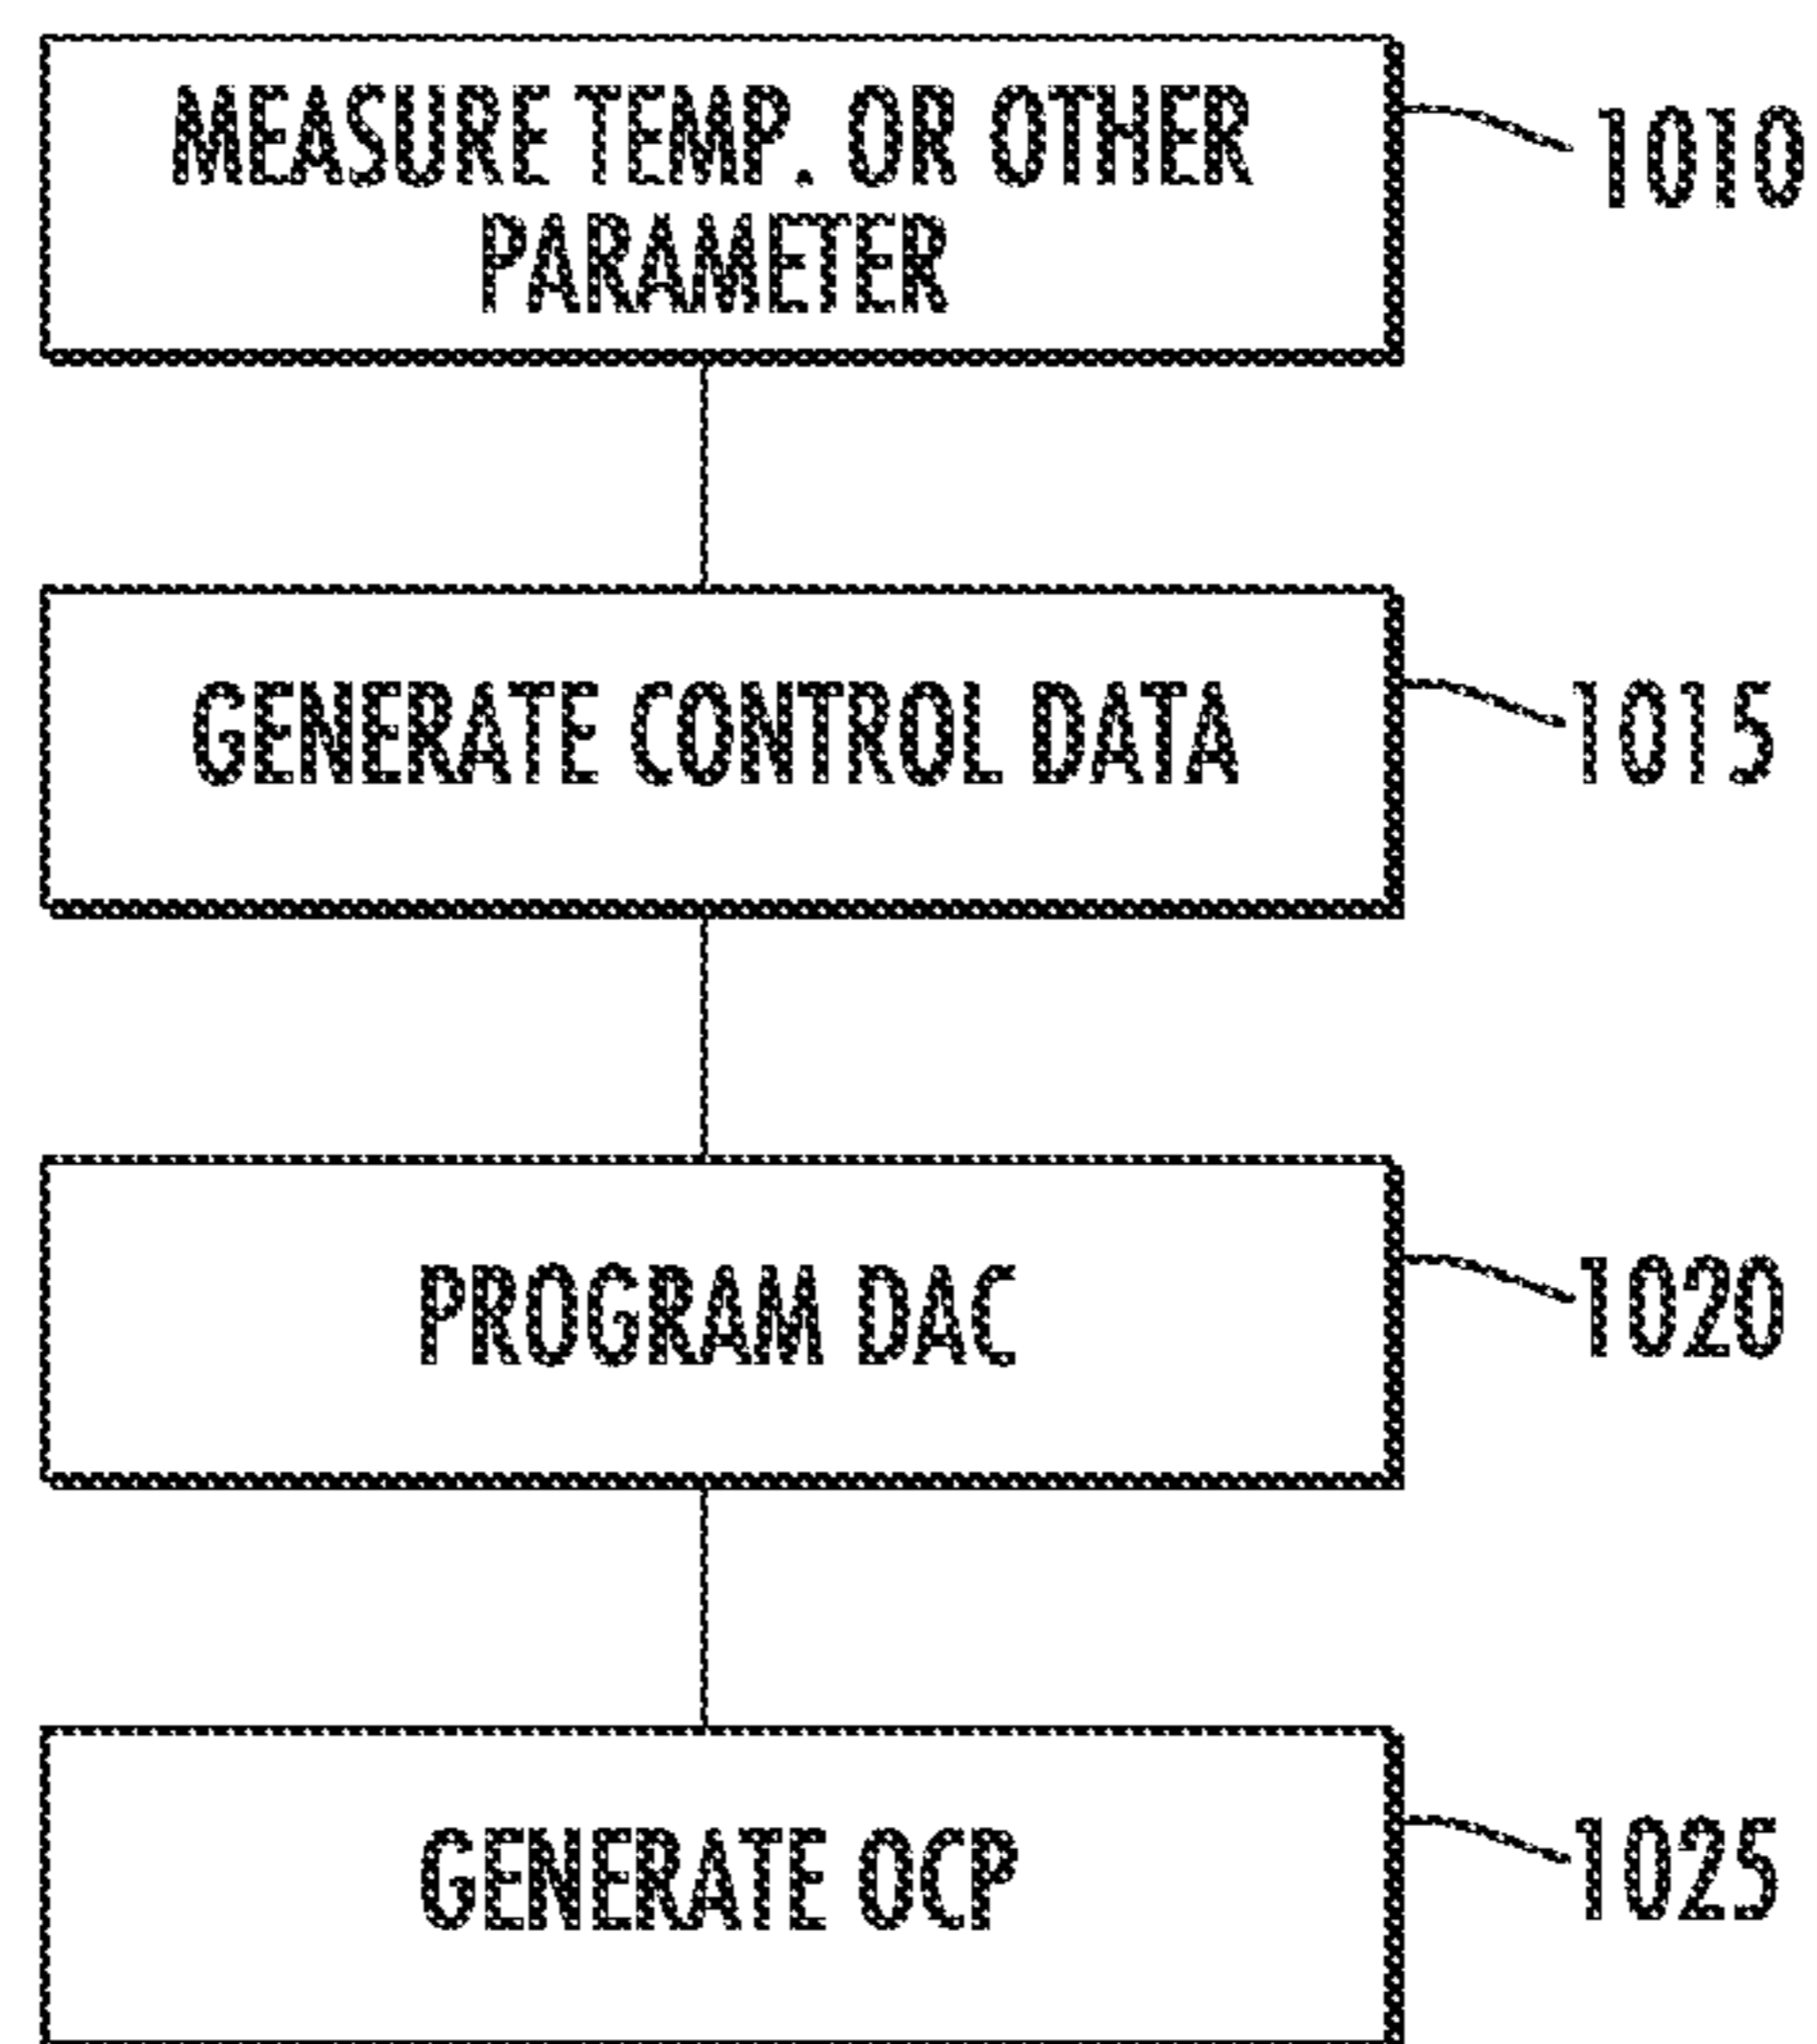 MEASURE TEMP. OR OTHER
PARAMETER
1010
GENERATE CONTROL DATA
1015
PROGRAM DAC
1020
GENERATE OCP
1025